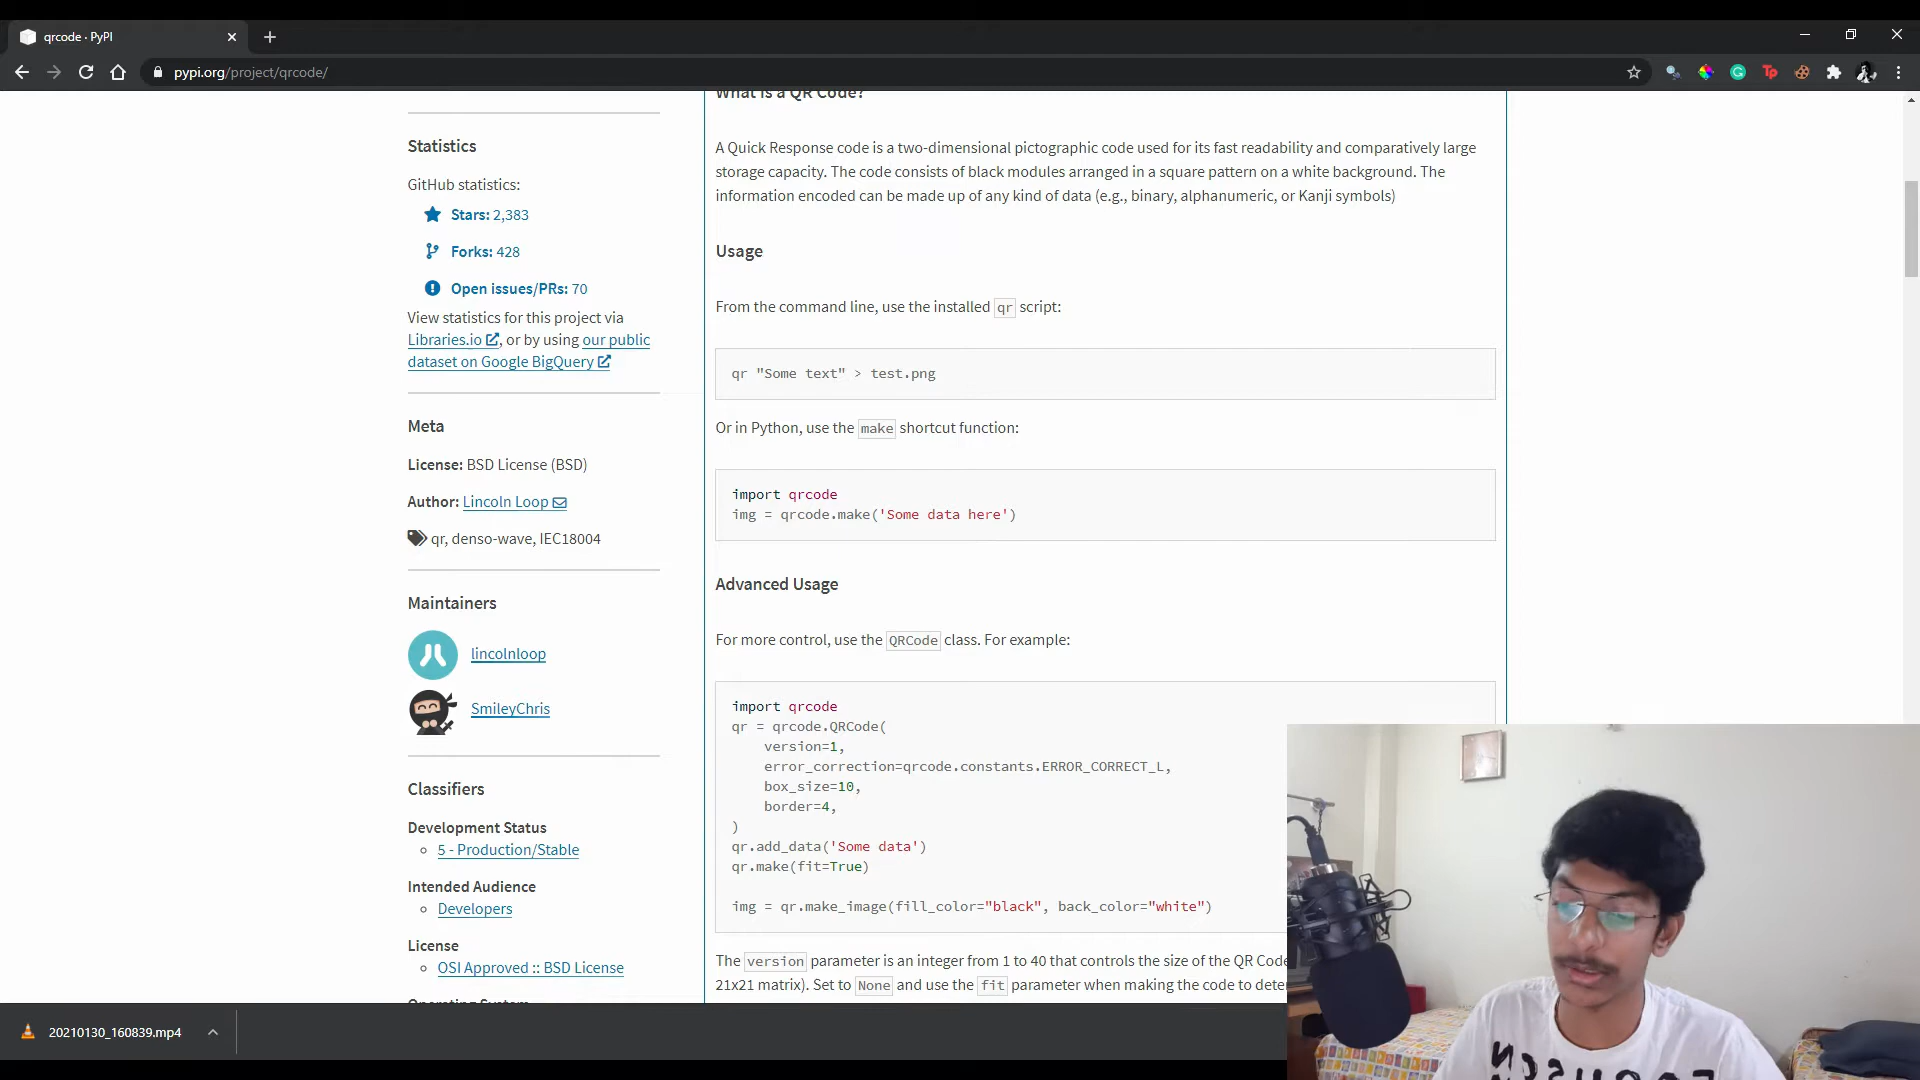 qrcode · PyPI
pypi.org/project/qrcode/
What is a QR Code?
Statistics
GitHub statistics:
Stars: 2,383
Forks: 428
Open issues/PRs: 70
View statistics for this project via
Libraries.io, or by using our public
dataset on Google BigQuery
Meta
License: BSD License (BSD)
Author: Lincoln Loop
qr, denso-wave, IEC18004
Maintainers
lincolnloop
SmileyChris
Classifiers
Development Status
5 - Production/Stable
Intended Audience
Developers
License
OSI Approved :: BSD License
Operating System
A Quick Response code is a two-dimensional pictographic code used for its fast readability and comparatively large
storage capacity. The code consists of black modules arranged in a square pattern on a white background. The
information encoded can be made up of any kind of data (e.g., binary, alphanumeric, or Kanji symbols)
Usage
From the command line, use the installed qr script:
qr "Some text" > test.png
Or in Python, use the make shortcut function:
import qrcode
img = qrcode.make('Some data here')
Advanced Usage
For more control, use the QRCode class. For example:
import qrcode
qr = qrcode.QRCode(
    version=1,
    error_correction=qrcode.constants.ERROR_CORRECT_L,
    box_size=10,
    border=4,
)
qr.add_data('Some data')
qr.make(fit=True)
img = qr.make_image(fill_color="black", back_color="white")
The version parameter is an integer from 1 to 40 that controls the size of the QR Code
21x21 matrix). Set to None and use the fit parameter when making the code to deter
20210130_160839.mp4